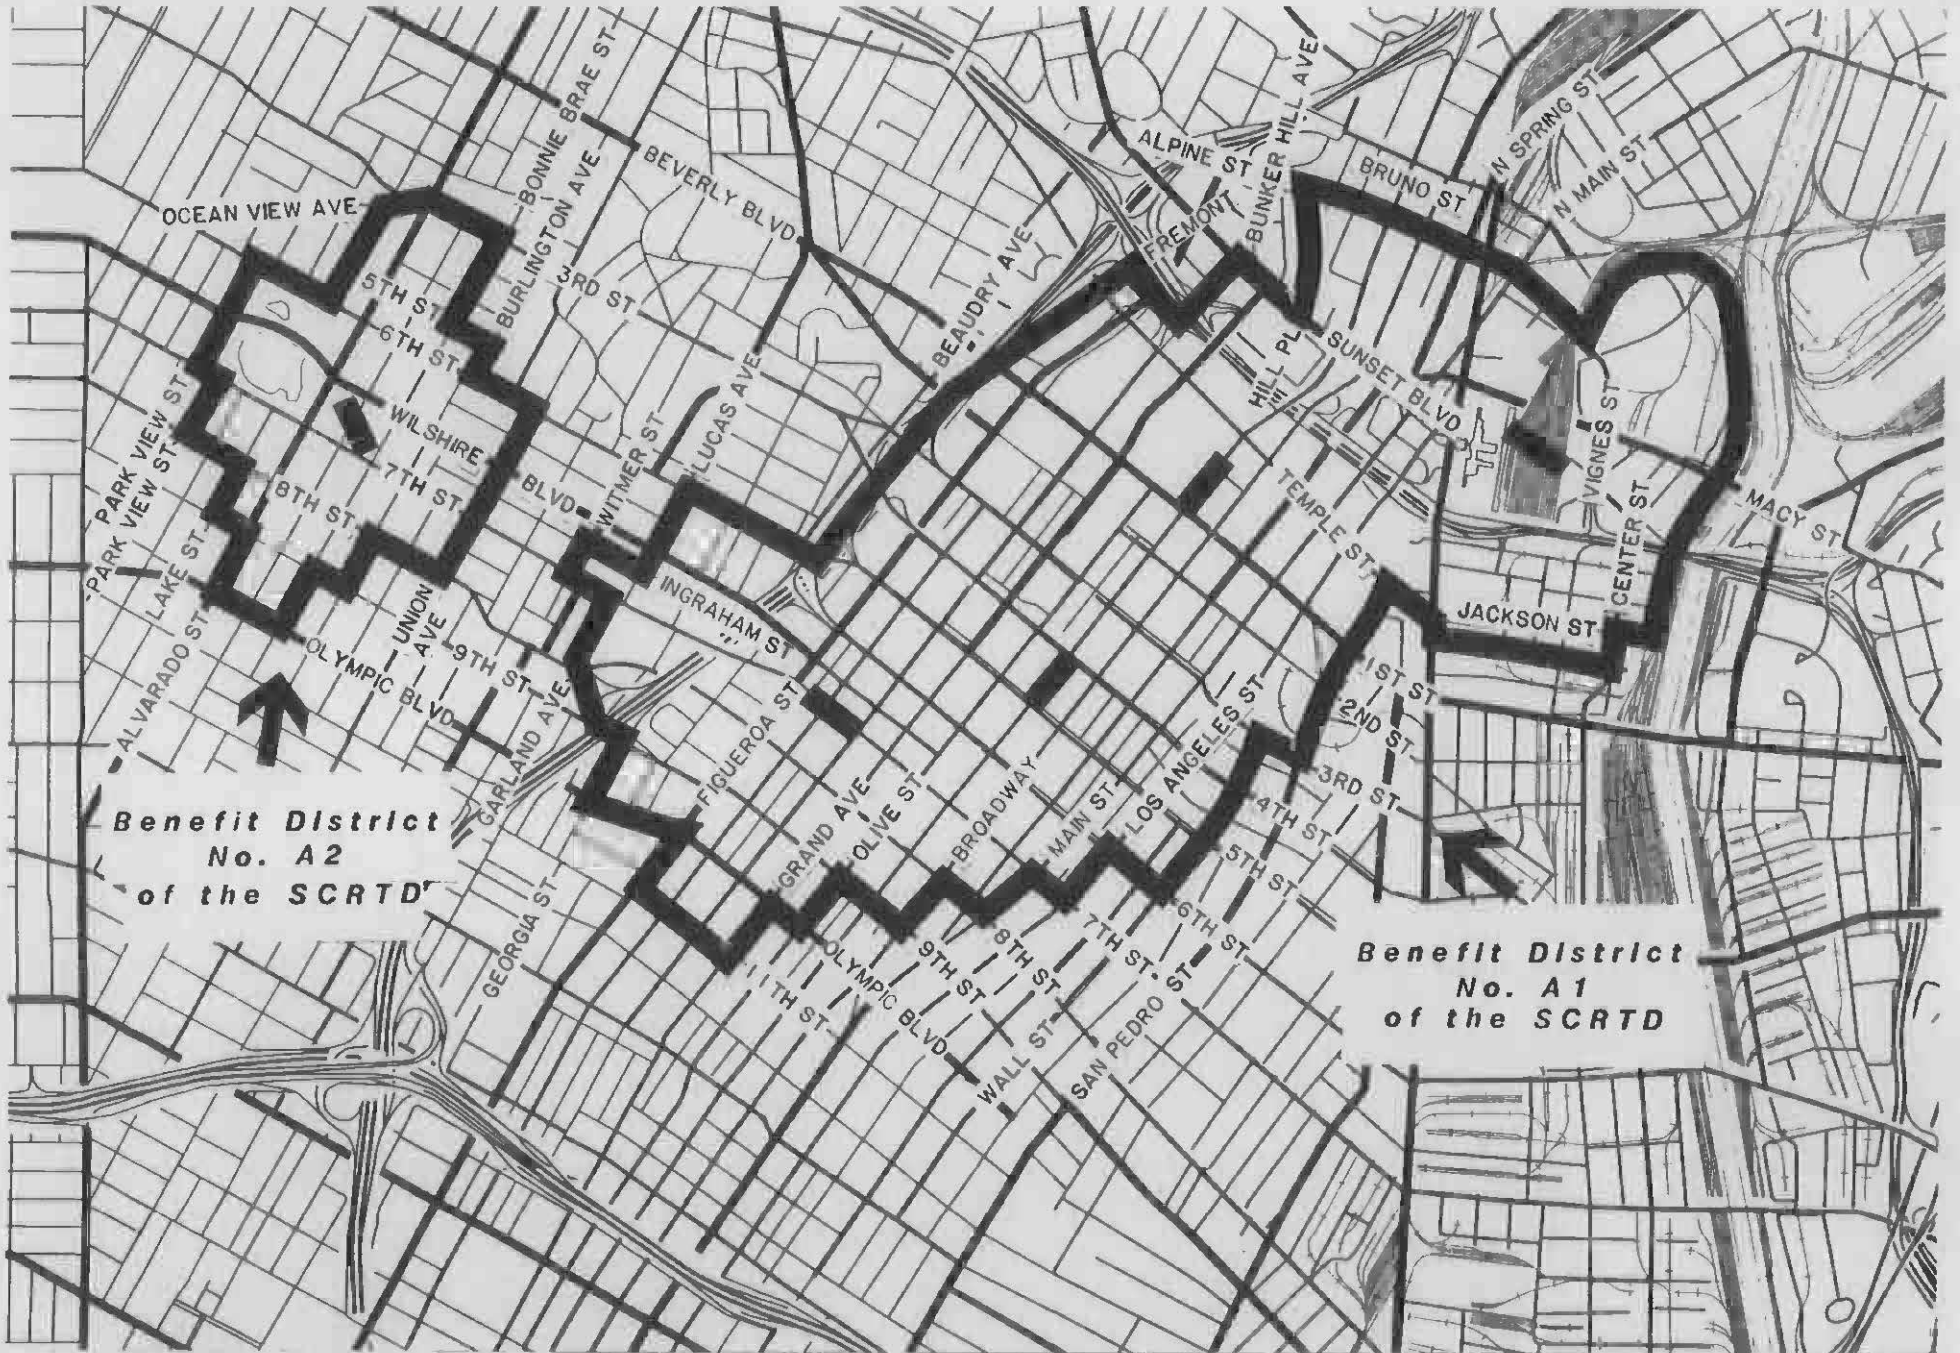 ALPINE ST
BUNKER HILL AVE
BRUNO ST
N SPRING ST
N MAIN ST
FREMONT
BONNIE BRAE ST
BURLINGTON AVE
BEVERLY BLVD
OCEAN VIEW AVE
3RD ST
5TH ST
6TH ST
BEAUDRY AVE
HILL PL
SUNSET BLVD
VIGNES ST
CENTER ST
MACY ST
WILSHIRE
BLVD
7TH ST
8TH ST
WITMER ST
LUCAS AVE
PARK VIEW ST
PARK VIEW ST
PARK VIEW ST
LAKE ST
ALVARADO ST
UNION
AVE
9TH ST
OLYMPIC BLVD
INGRAHAM ST
TEMPLE ST
JACKSON ST
1ST ST
2ND ST
3RD ST
4TH ST
5TH ST
6TH ST
7TH ST
8TH ST
9TH ST
OLYMPIC BLVD
11TH ST
GARLAND AVE
GEORGIA ST
FIGUEROA ST
GRAND AVE
OLIVE ST
BROADWAY
MAIN ST
LOS ANGELES ST
WALL ST
SAN PEDRO ST
Benefit District
No. A2
of the SCRTD
Benefit District
No. A1
of the SCRTD